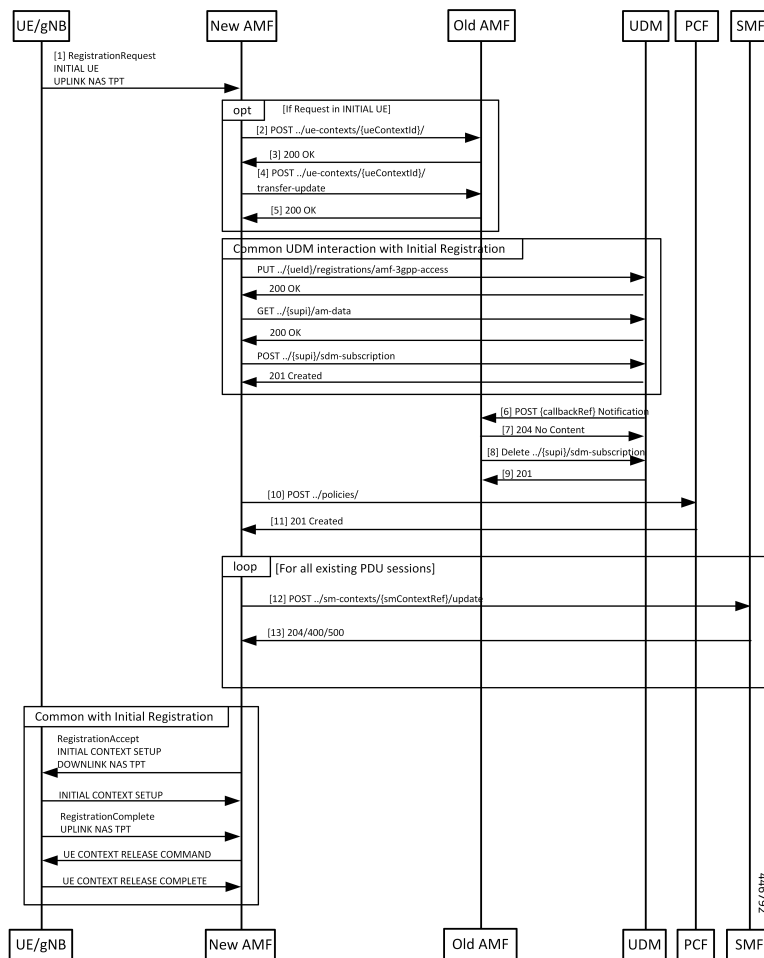 UE/gNB
New AMF
Old AMF
UDM
PCF
SMF
[1] RegistrationRequest
INITIAL UE
UPLINK NAS TPT
opt
[If Request in INITIAL UE]
[2] POST ../ue-contexts/{ueContextId}/
[3] 200 OK
[4] POST ../ue-contexts/{ueContextId}/
transfer-update
[5] 200 OK
Common UDM interaction with Initial Registration
PUT ../{ueId}/registrations/amf-3gpp-access
200 OK
GET ../{supi}/am-data
200 OK
POST ../{supi}/sdm-subscription
201 Created
[6] POST {callbackRef} Notification
[7] 204 No Content
[8] Delete ../{supi}/sdm-subscription
[9] 201
[10] POST ../policies/
[11] 201 Created
loop
[For all existing PDU sessions]
[12] POST ../sm-contexts/{smContextRef}/update
[13] 204/400/500
Common with Initial Registration
RegistrationAccept
INITIAL CONTEXT SETUP
DOWNLINK NAS TPT
INITIAL CONTEXT SETUP
RegistrationComplete
UPLINK NAS TPT
UE CONTEXT RELEASE COMMAND
UE CONTEXT RELEASE COMPLETE
446792
UE/gNB
New AMF
Old AMF
UDM
PCF
SMF